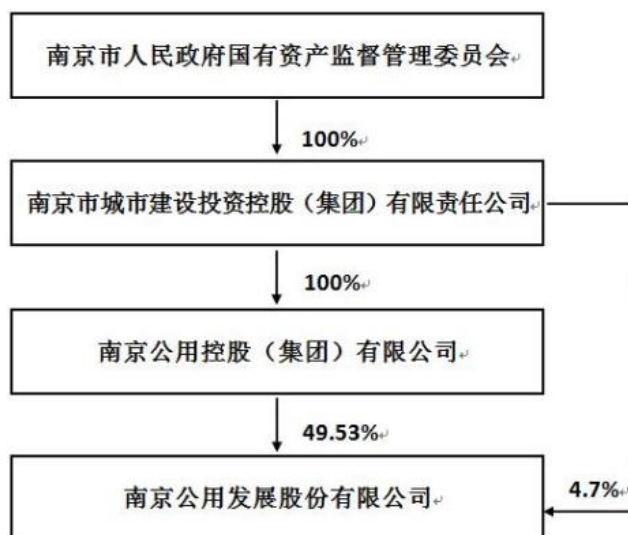 南京市人民政府国有资产监督管理委员会
100%
南京市城市建设投资控股（集团）有限责任公司
100%
南京公用控股（集团）有限公司
49.53%
南京公用发展股份有限公司
4.7%